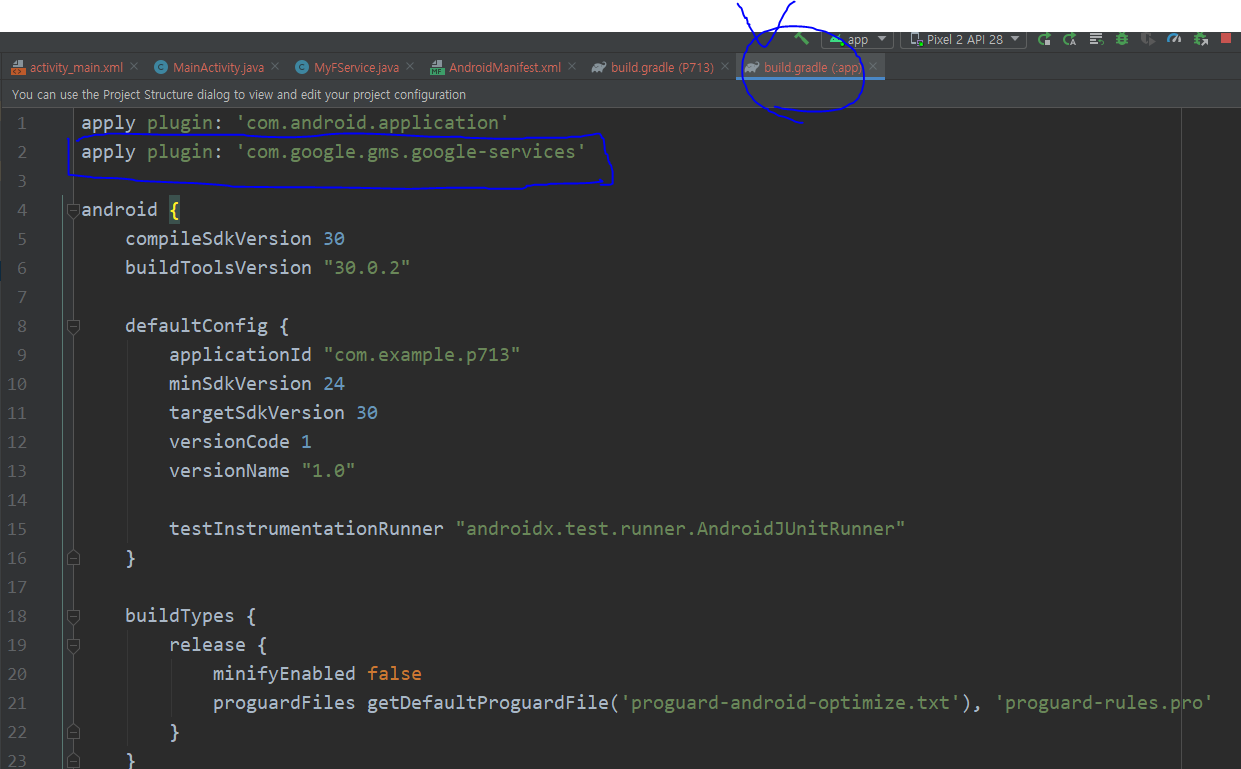 app Pixel 2 API 28
activity_main.xml MainActivity.java MyFService.java AndroidManifest.xml build.gradle (P713) build.gradle (:app)
You can use the Project Structure dialog to view and edit your project configuration
1 apply plugin: 'com.android.application'
2 apply plugin: 'com.google.gms.google-services'
3
4 android {
5 compileSdkVersion 30
6 buildToolsVersion "30.0.2"
7
8 defaultConfig {
9 applicationId "com.example.p713"
10 minSdkVersion 24
11 targetSdkVersion 30
12 versionCode 1
13 versionName "1.0"
14
15 testInstrumentationRunner "androidx.test.runner.AndroidJUnitRunner"
16 }
17
18 buildTypes {
19 release {
20 minifyEnabled false
21 proguardFiles getDefaultProguardFile('proguard-android-optimize.txt'), 'proguard-rules.pro'
22 }
23 }